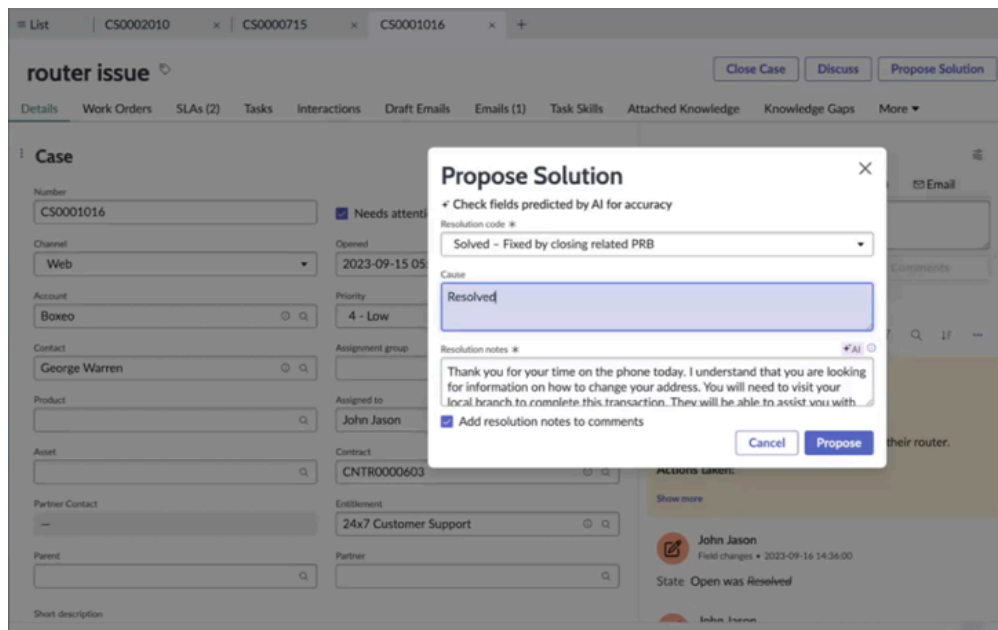 List
CS0002010 ×
CS0000715 ×
CS0001016 ×
+
router issue
Close Case
Discuss
Propose Solution
Details
Work Orders
SLAs (2)
Tasks
Interactions
Draft Emails
Emails (1)
Task Skills
Attached Knowledge
Knowledge Gaps
More
Case
Number
CS0001016
Needs attenti
Channel
Web
Opened
2023-09-15 05:
Account
Boxeo
Priority
4 - Low
Contact
George Warren
Assignment group
Product
Assigned to
John Jason
Asset
Contract
CNTR0000603
Partner Contact
—
Entitlement
24x7 Customer Support
Parent
Partner
Short description
Propose Solution
Check fields predicted by AI for accuracy
Resolution code *
Solved – Fixed by closing related PRB
Cause
Resolved
Resolution notes *
AI
Thank you for your time on the phone today. I understand that you are looking
for information on how to change your address. You will need to visit your
local branch to complete this transaction. They will be able to assist you with
Add resolution notes to comments
Cancel
Propose
Email
Comments
their router.
Actions taken:
Show more
John Jason
Field changes • 2023-09-16 14:36:00
State Open was Resolved
John Jason